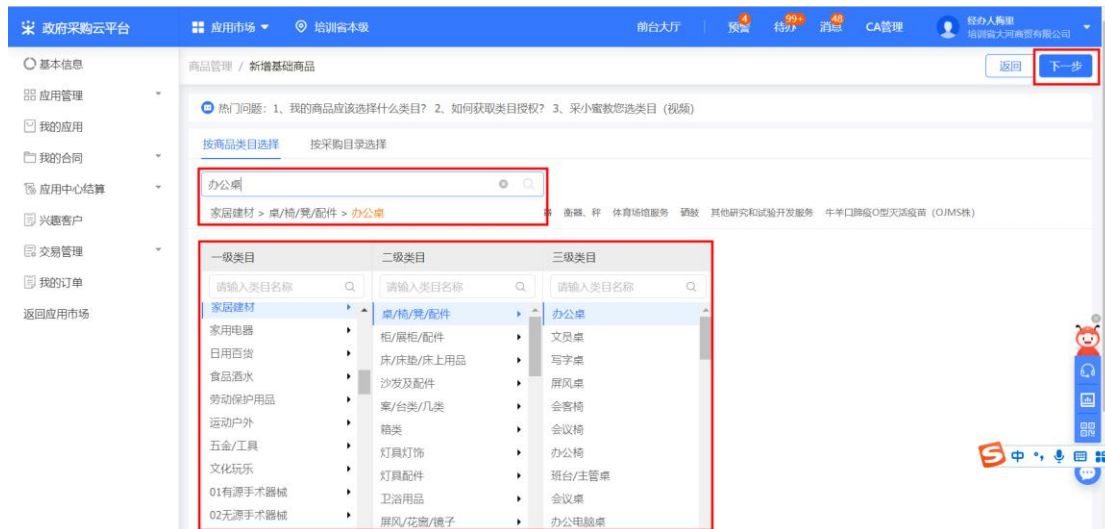 政府采购云平台
应用市场
培训省本级
前台大厅
预警 4
待办 99+
消息 48
CA管理
经办人梅里
培训省大河商贸有限公司
基本信息
应用管理
我的应用
我的合同
应用中心结算
兴趣客户
交易管理
我的订单
返回应用市场
商品管理 / 新增基础商品
返回
下一步
热门问题：1、我的商品应该选择什么类目？ 2、如何获取类目授权？ 3、采小蜜教您选类目（视频）
按商品类目选择 按采购目录选择
办公桌
家居建材 > 桌/椅/凳/配件 > 办公桌
衡器、秤 体育场馆服务 硒鼓 其他研究和试验开发服务 牛羊口蹄疫O型灭活疫苗（OJMS株）
一级类目 二级类目 三级类目
请输入类目名称 请输入类目名称 请输入类目名称
家居建材 桌/椅/凳/配件 办公桌
家用电器 柜/展柜/配件 文员桌
日用百货 床/床垫/床上用品 写字桌
食品酒水 沙发及配件 屏风桌
劳动保护用品 案/台类/几类 会客椅
运动户外 箱类 会议椅
五金/工具 灯具灯饰 办公椅
文化玩乐 灯具配件 班台/主管桌
01有源手术器械 卫浴用品 会议桌
02无源手术器械 屏风/花窗/镜子 办公电脑桌
中